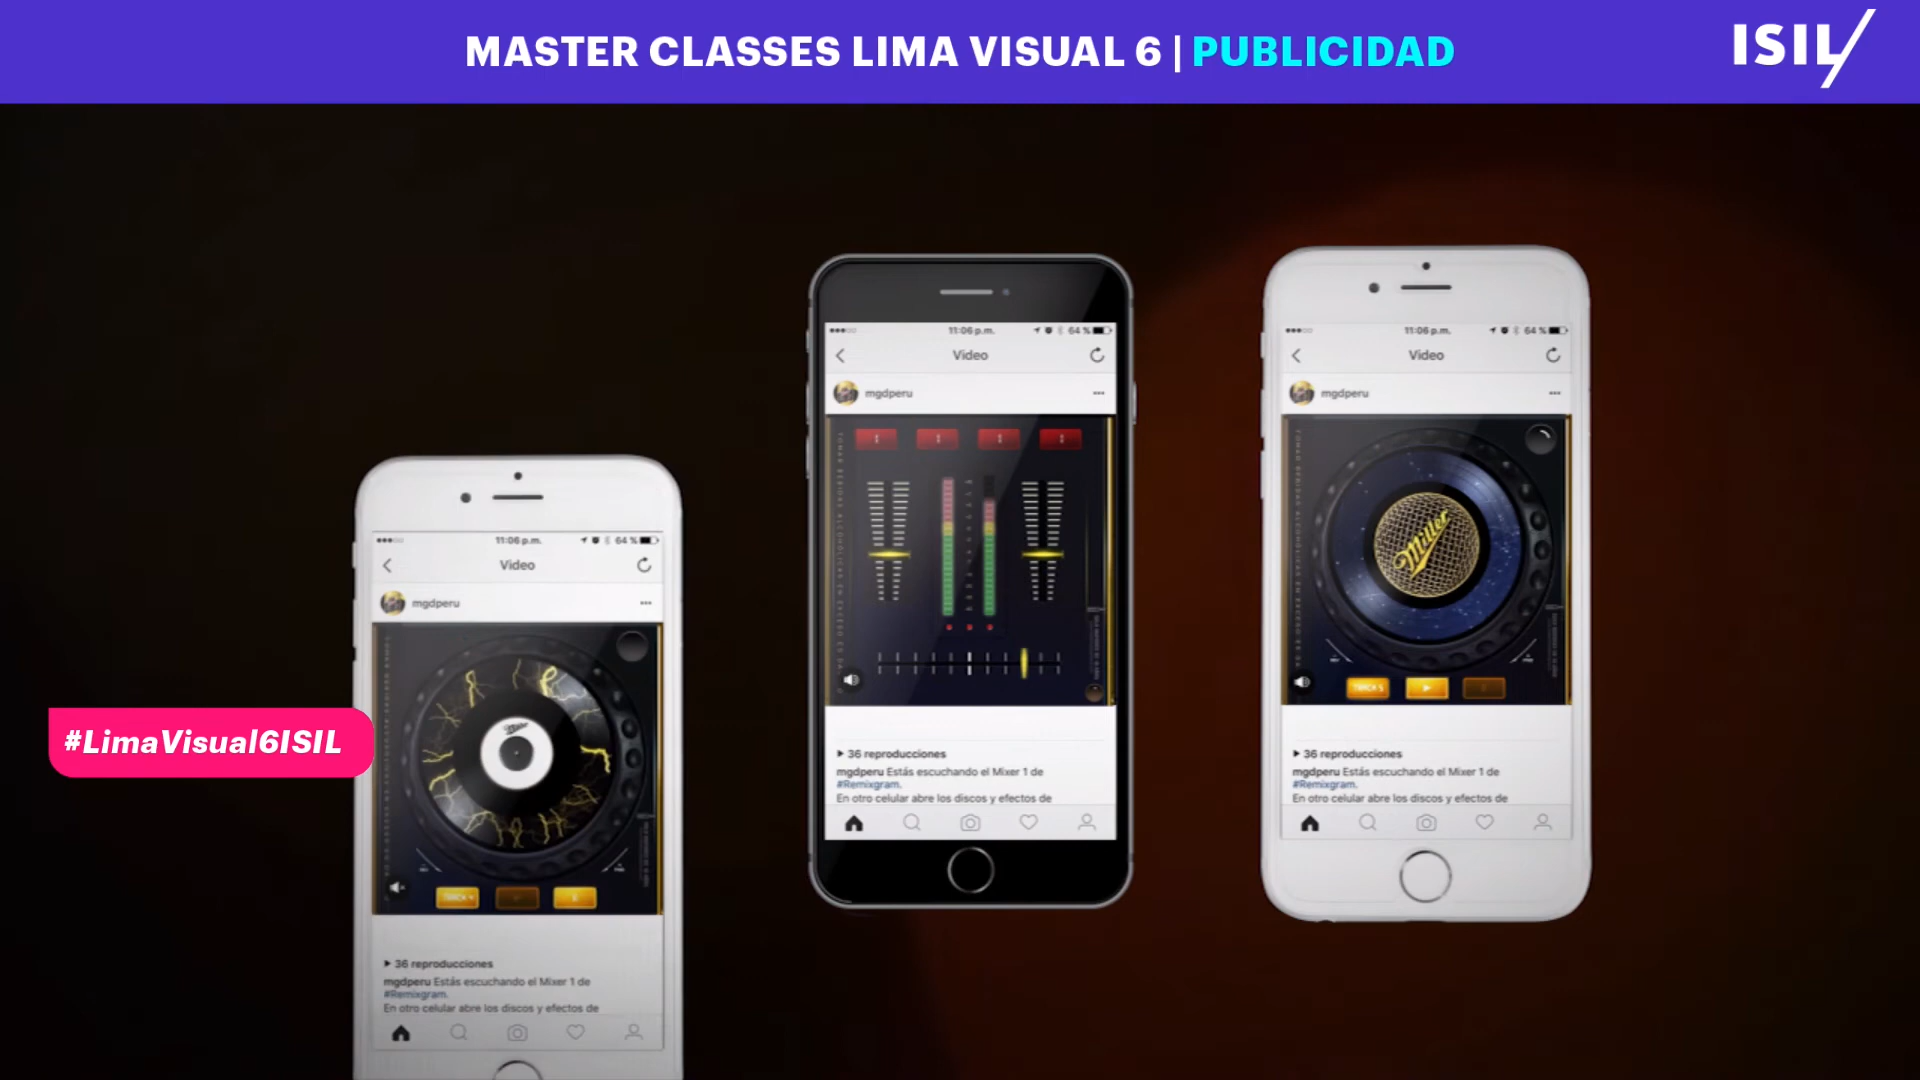 MASTER CLASSES LIMA VISUAL 6 | PUBLICIDAD
ISIL
#LimaVisual6ISIL
11:06 p.m.
64 %
Video
mgdperu
Miller
36 reproducciones
mgdperu Estás escuchando el Mixer 1 de
#Remixgram.
En otro celular abre los discos y efectos de
11:06 p.m.
64 %
Video
mgdperu
36 reproducciones
mgdperu Estás escuchando el Mixer 1 de
#Remixgram.
En otro celular abre los discos y efectos de
11:06 p.m.
64 %
Video
mgdperu
Miller
TRACK 5
36 reproducciones
mgdperu Estás escuchando el Mixer 1 de
#Remixgram.
En otro celular abre los discos y efectos de